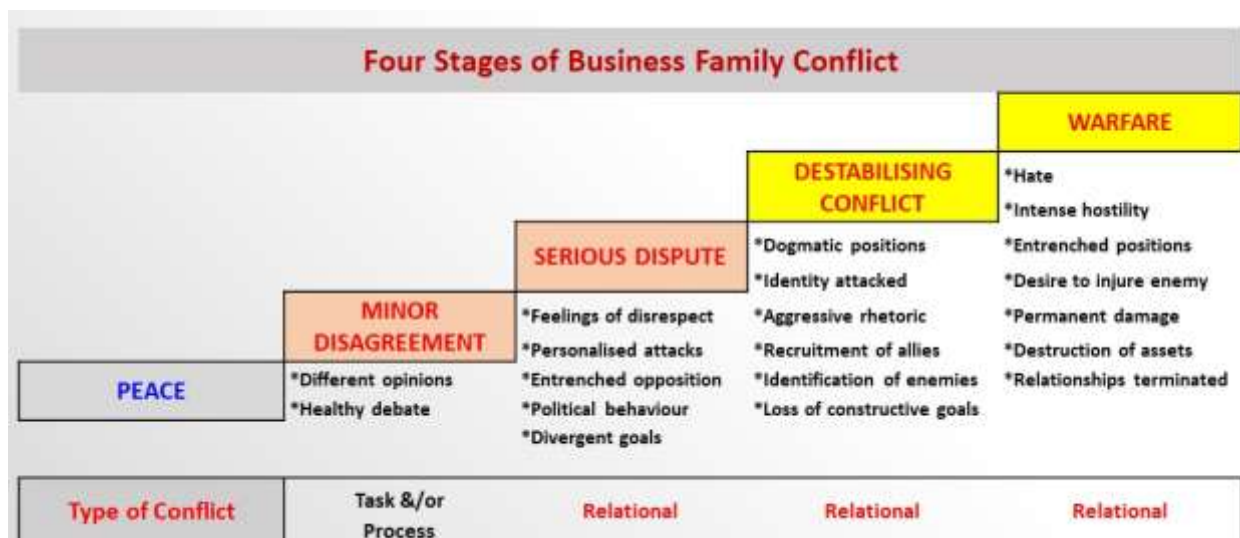 Four Stages of Business Family Conflict
PEACE
MINOR
DISAGREEMENT
*Different opinions
*Healthy debate
SERIOUS DISPUTE
*Feelings of disrespect
*Personalised attacks
*Entrenched opposition
*Political behaviour
*Divergent goals
DESTABILISING
CONFLICT
*Dogmatic positions
*Identity attacked
*Aggressive rhetoric
*Recruitment of allies
*Identification of enemies
*Loss of constructive goals
WARFARE
*Hate
*Intense hostility
*Entrenched positions
*Desire to injure enemy
*Permanent damage
*Destruction of assets
*Relationships terminated
Type of Conflict
Task &/or
Process
Relational
Relational
Relational